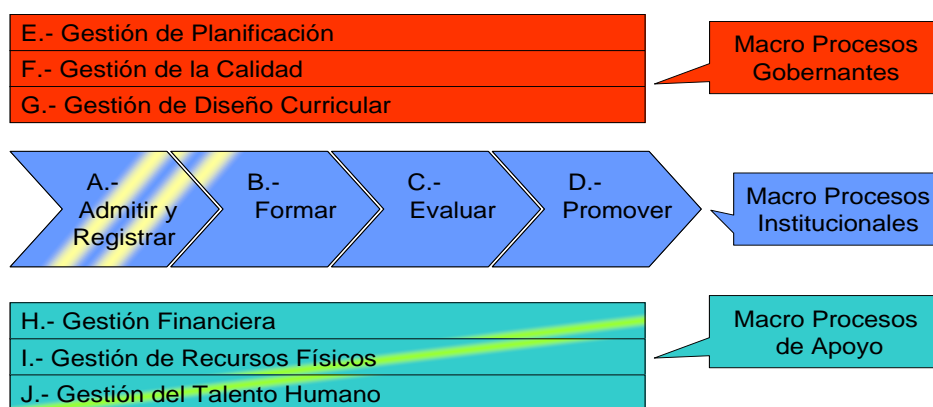 E.- Gestión de Planificación
F.- Gestión de la Calidad
G.- Gestión de Diseño Curricular
Macro Procesos
Gobernantes
A.-
Admitir y
Registrar
B.-
Formar
C.-
Evaluar
D.-
Promover
Macro Procesos
Institucionales
H.- Gestión Financiera
I.- Gestión de Recursos Físicos
J.- Gestión del Talento Humano
Macro Procesos
de Apoyo